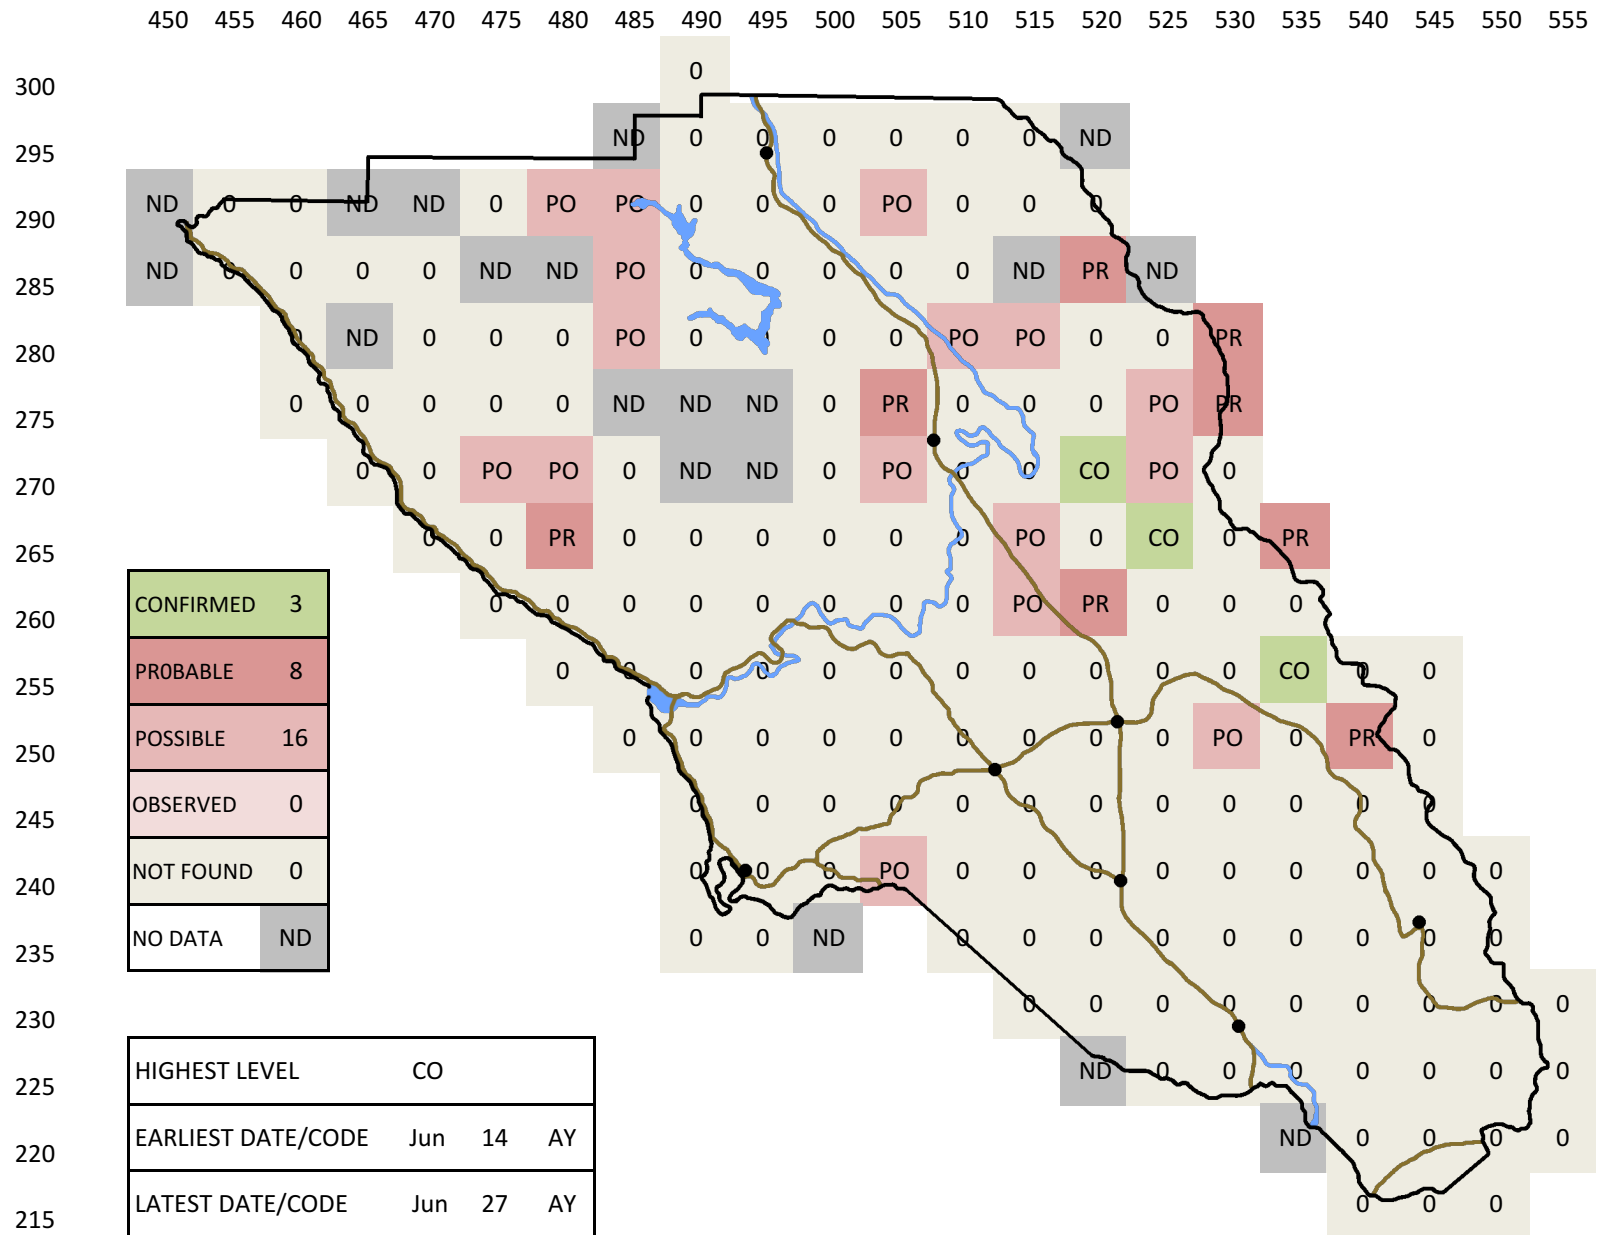 450 455 460 465 470 475 480 485 490 495 500 505 510 515 520 525 530 535 540 545 550 555
0
300
ND 0 0 0 0 0 0 ND
295
ND 0 0 ND ND 0 PO PO 0 0 0 PO 0 0 0
290
ND 0 0 0 0 ND ND PO 0 0 0 0 0 ND PR ND
285
0 ND 0 0 0 PO 0 0 0 0 PO PO 0 0 PR
280
0 0 0 0 0 ND ND ND 0 PR 0 0 0 PO PR
275
0 0 PO PO 0 ND ND 0 PO 0 0 CO PO 0
270
0 0 PR 0 0 0 0 0 0 PO 0 CO 0 PR
265
CONFIRMED 3 0 0 0 0 0 0 0 0 PO PR 0 0 0
260
PR0BABLE 8 0 0 0 0 0 0 0 0 0 0 0 CO 0 0
255
POSSIBLE 16 0 0 0 0 0 0 0 0 0 PO 0 PR 0
250
OBSERVED 0 0 0 0 0 0 0 0 0 0 0 0 0
245
NOT FOUND 0 0 0 0 PO 0 0 0 0 0 0 0 0 0
240
NO DATA ND 0 0 ND 0 0 0 0 0 0 0 0 0
235
0 0 0 0 0 0 0 0 0
230
HIGHEST LEVEL CO ND 0 0 0 0 0 0 0
225
EARLIEST DATE/CODE Jun 14 AY ND 0 0 0 0
220
LATEST DATE/CODE Jun 27 AY 0 0 0
215